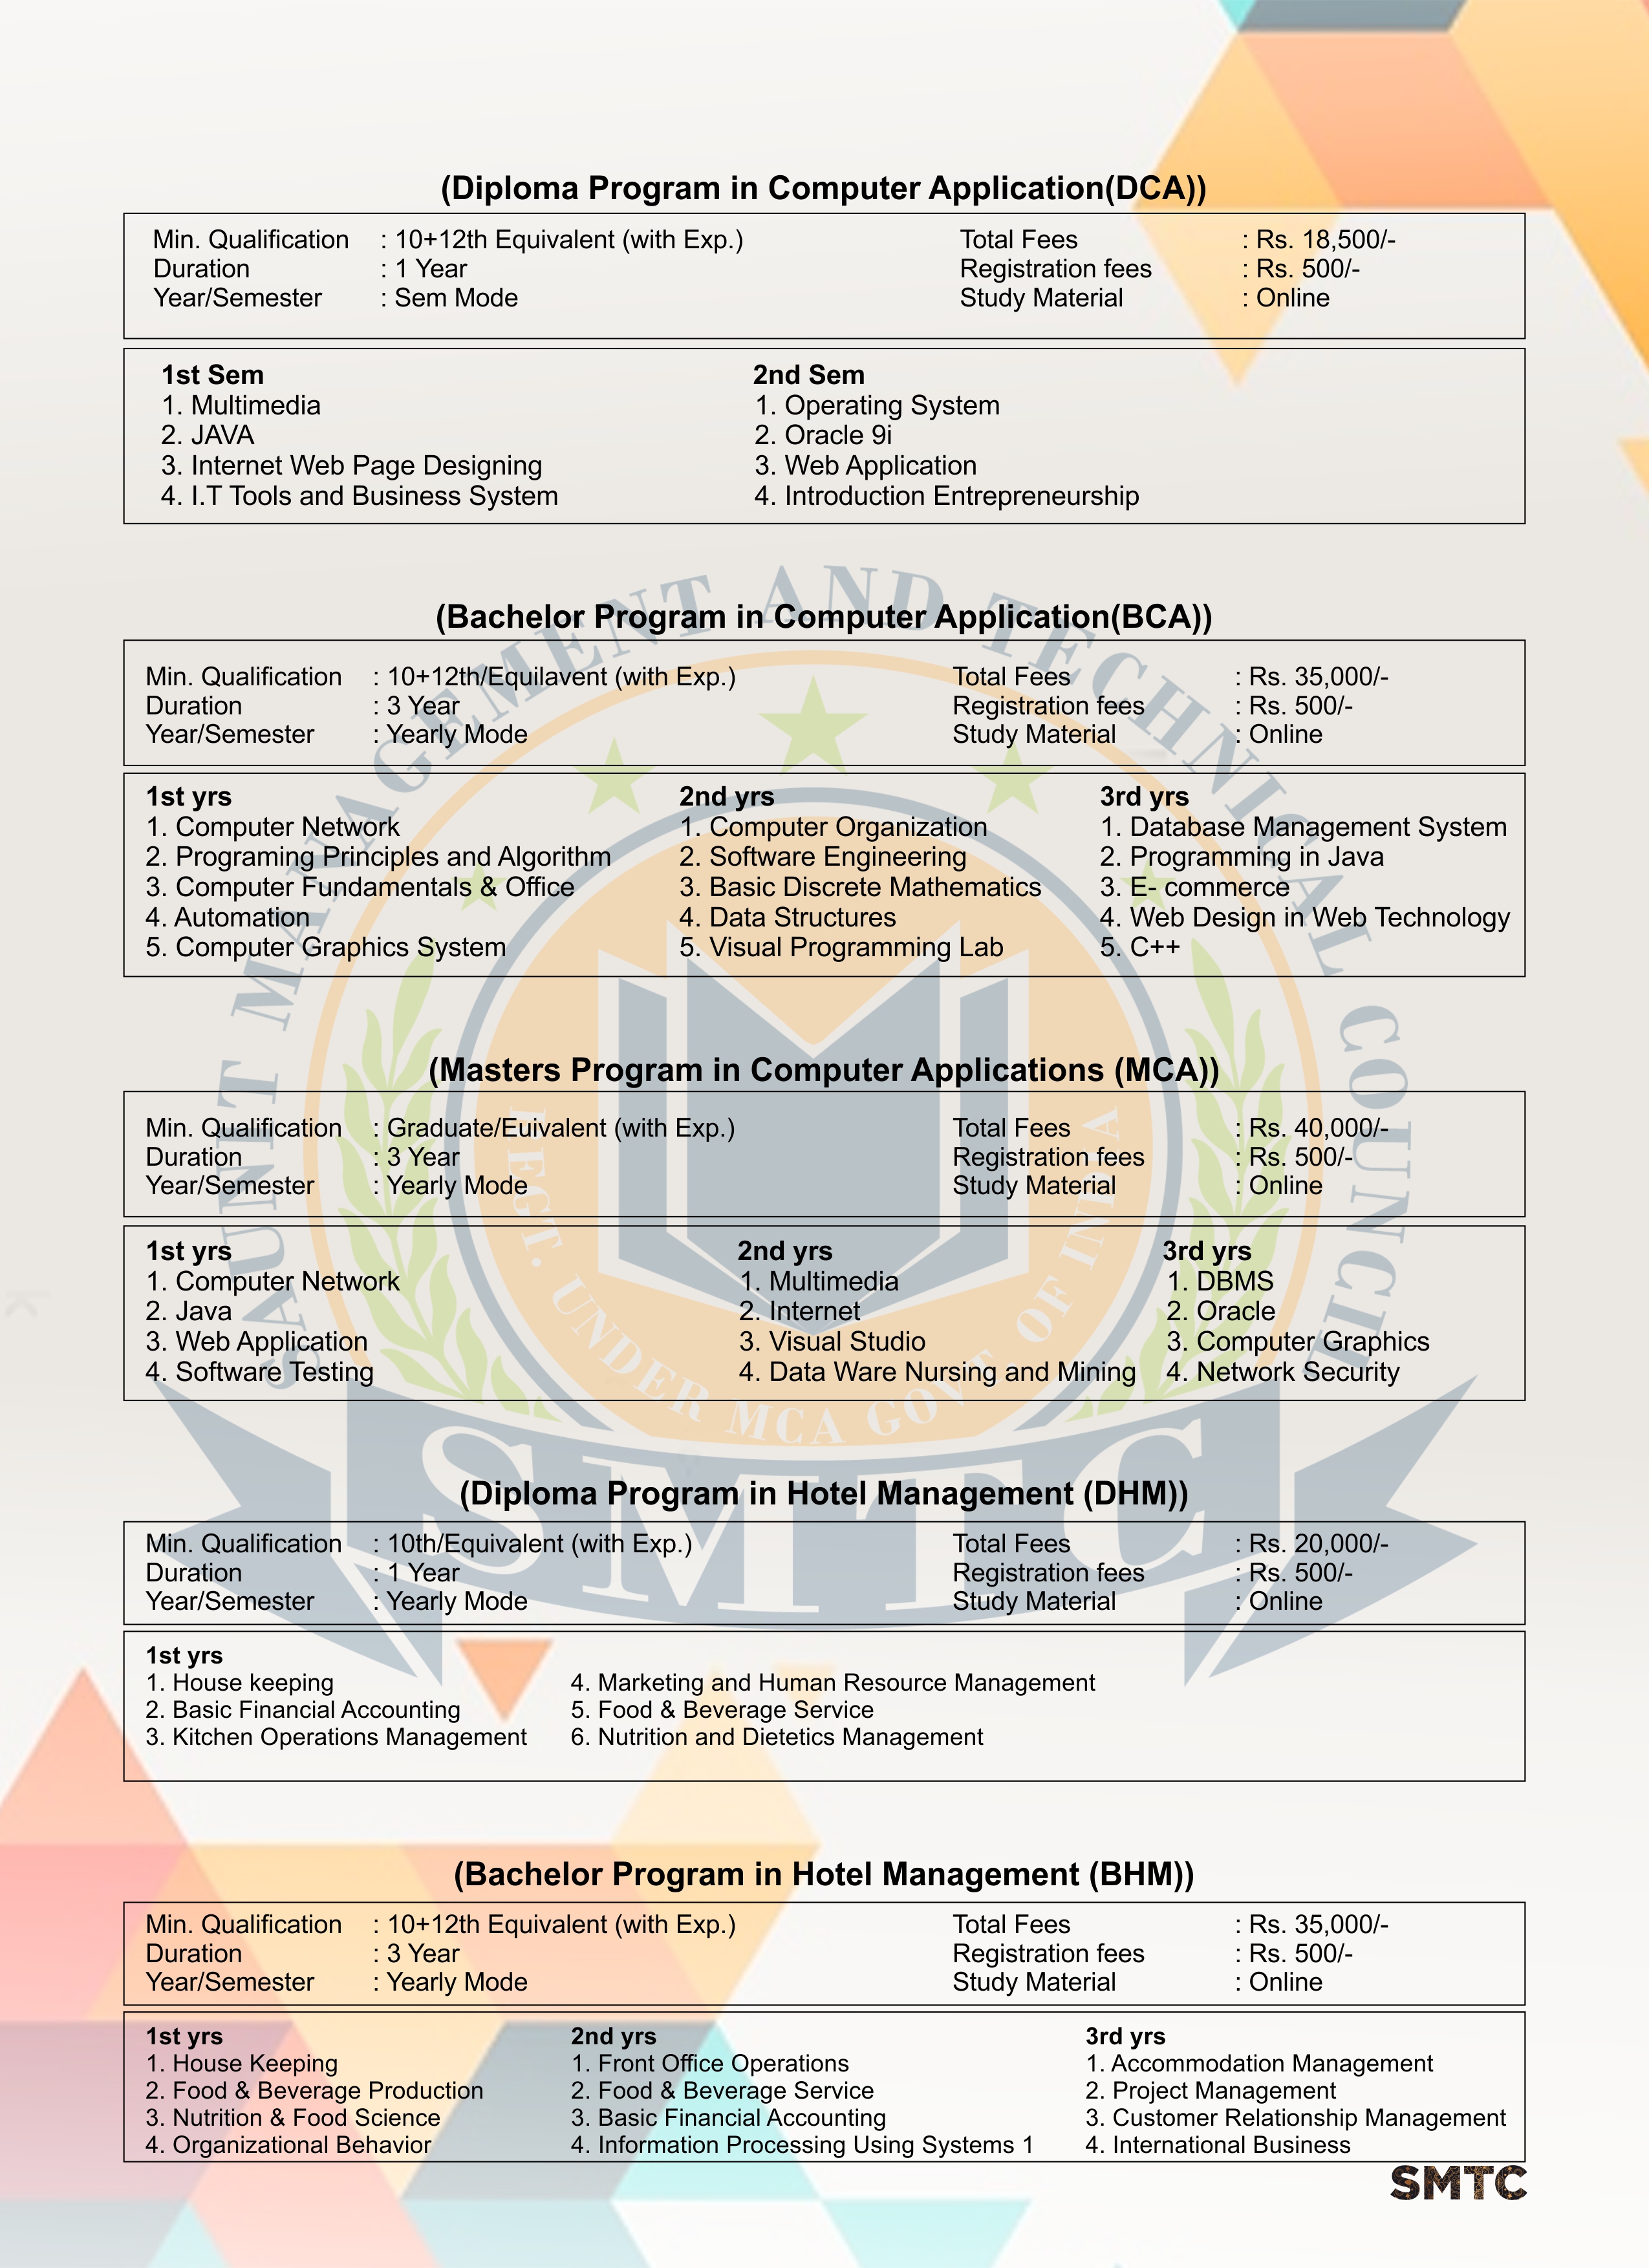 (Diploma Program in Computer Application(DCA))
Min. Qualification : 10+12th Equivalent (with Exp.) Total Fees : Rs. 18,500/-
Duration : 1 Year Registration fees : Rs. 500/-
Year/Semester : Sem Mode Study Material : Online
1st Sem 2nd Sem
1. Multimedia 1. Operating System
2. JAVA 2. Oracle 9i
3. Internet Web Page Designing 3. Web Application
4. I.T Tools and Business System 4. Introduction Entrepreneurship
(Bachelor Program in Computer Application(BCA))
Min. Qualification : 10+12th/Equilavent (with Exp.) Total Fees : Rs. 35,000/-
Duration : 3 Year Registration fees : Rs. 500/-
Year/Semester : Yearly Mode Study Material : Online
1st yrs 2nd yrs 3rd yrs
1. Computer Network 1. Computer Organization 1. Database Management System
2. Programing Principles and Algorithm 2. Software Engineering 2. Programming in Java
3. Computer Fundamentals & Office 3. Basic Discrete Mathematics 3. E- commerce
4. Automation 4. Data Structures 4. Web Design in Web Technology
5. Computer Graphics System 5. Visual Programming Lab 5. C++
(Masters Program in Computer Applications (MCA))
Min. Qualification : Graduate/Euivalent (with Exp.) Total Fees : Rs. 40,000/-
Duration : 3 Year Registration fees : Rs. 500/-
Year/Semester : Yearly Mode Study Material : Online
1st yrs 2nd yrs 3rd yrs
1. Computer Network 1. Multimedia 1. DBMS
2. Java 2. Internet 2. Oracle
3. Web Application 3. Visual Studio 3. Computer Graphics
4. Software Testing 4. Data Ware Nursing and Mining 4. Network Security
(Diploma Program in Hotel Management (DHM))
Min. Qualification : 10th/Equivalent (with Exp.) Total Fees : Rs. 20,000/-
Duration : 1 Year Registration fees : Rs. 500/-
Year/Semester : Yearly Mode Study Material : Online
1st yrs
1. House keeping 4. Marketing and Human Resource Management
2. Basic Financial Accounting 5. Food & Beverage Service
3. Kitchen Operations Management 6. Nutrition and Dietetics Management
(Bachelor Program in Hotel Management (BHM))
Min. Qualification : 10+12th Equivalent (with Exp.) Total Fees : Rs. 35,000/-
Duration : 3 Year Registration fees : Rs. 500/-
Year/Semester : Yearly Mode Study Material : Online
1st yrs 2nd yrs 3rd yrs
1. House Keeping 1. Front Office Operations 1. Accommodation Management
2. Food & Beverage Production 2. Food & Beverage Service 2. Project Management
3. Nutrition & Food Science 3. Basic Financial Accounting 3. Customer Relationship Management
4. Organizational Behavior 4. Information Processing Using Systems 1 4. International Business
SMTC
SAUNIT MANAGEMENT AND TECHNICAL COUNCIL
REGT. UNDER MCA GOVT. OF INDIA
SMTC